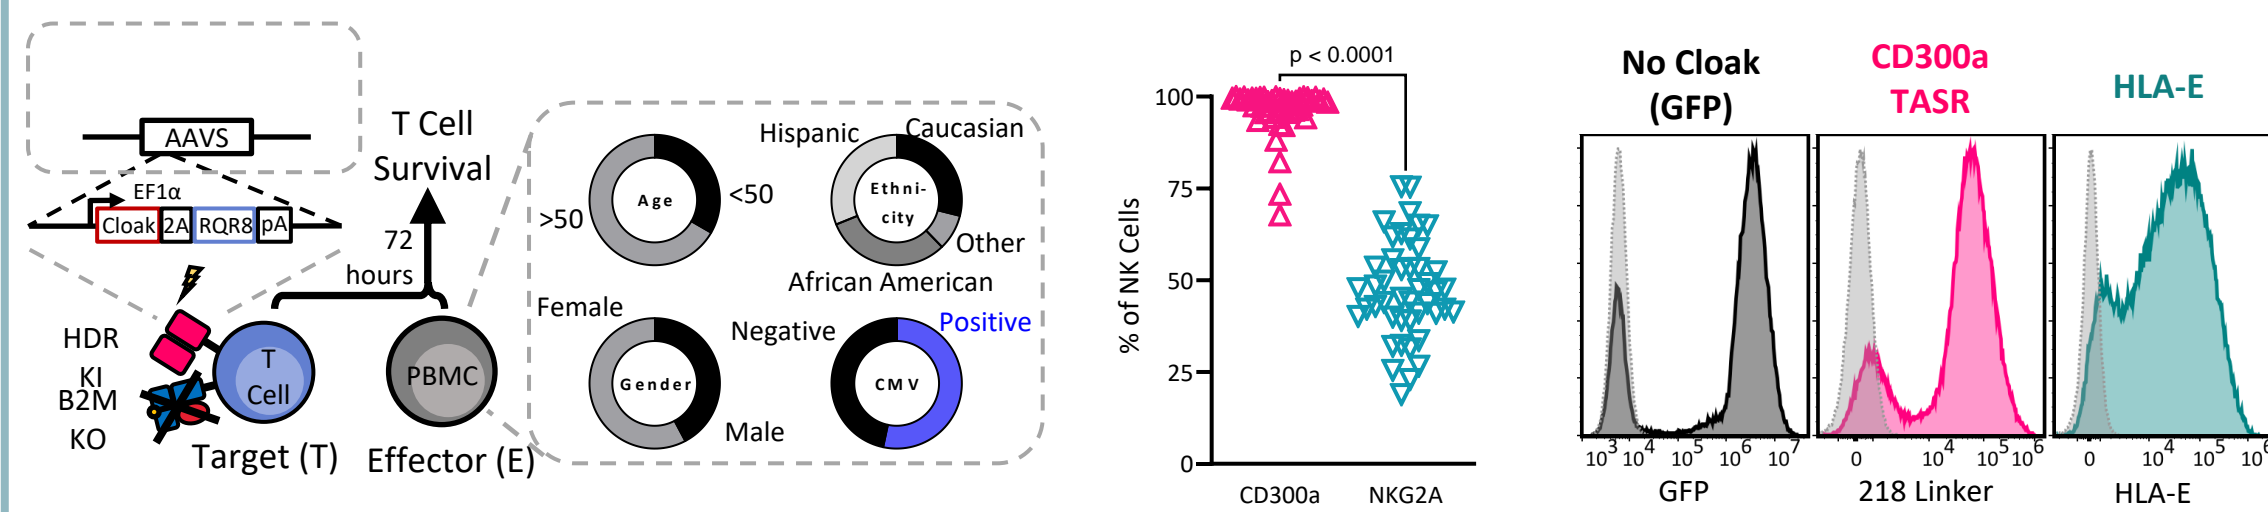 AAVS
EF1α
Cloak 2A RQR8 pA
HDR
KI
B2M
KO
T
Cell
Target (T)
T Cell
Survival
72
hours
PBMC
Effector (E)
Age
>50
<50
Hispanic
Caucasian
Ethni-
city
Other
African American
Female
Gender
Male
Negative
Positive
CMV
p < 0.0001
% of NK Cells
100
75
50
25
0
CD300a NKG2A
No Cloak
(GFP)
10³ 10⁴ 10⁵ 10⁶ 10⁷
GFP
CD300a
TASR
0 10⁴ 10⁵ 10⁶
218 Linker
HLA-E
0 10⁴ 10⁵ 10⁶
HLA-E